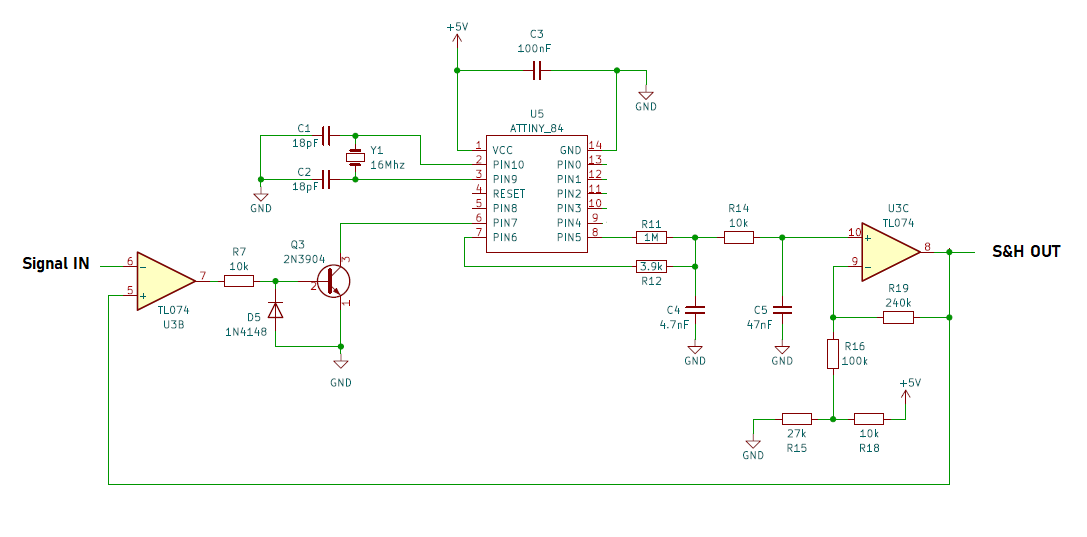 +5V
C3
100nF
GND
U5
ATTINY_84
C1
18pF
Y1
16Mhz
C2
18pF
GND
1 VCC GND 14
2 PIN10 PIN0 13
3 PIN9 PIN1 12
4 RESET PIN2 11
5 PIN8 PIN3 10
6 PIN7 PIN4 9
7 PIN6 PIN5 8
R11
1M
3.9k
R12
R14
10k
C4
4.7nF
GND
C5
47nF
GND
U3C
TL074
10 +
9 −
8
S&H OUT
R19
240k
R16
100k
+5V
27k
R15
10k
R18
GND
Signal IN
6 −
5 +
7
TL074
U3B
R7
10k
Q3
2N3904
3
2
1
D5
1N4148
GND